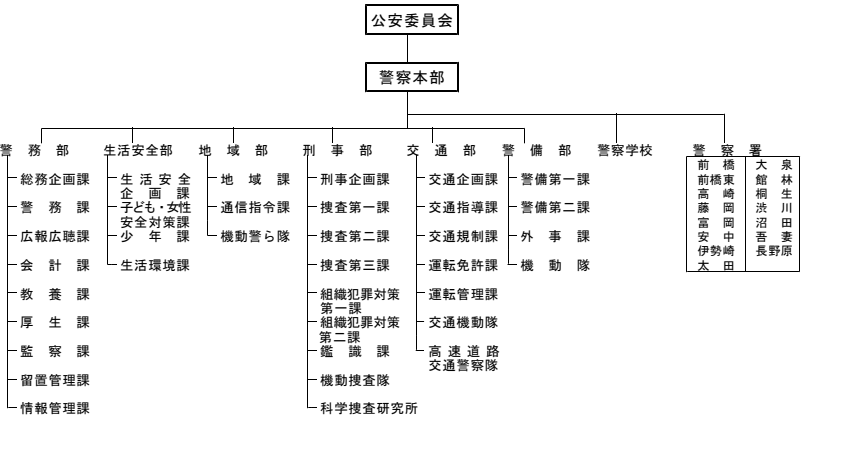 公安委員会
警察本部
警務部
総務企画課
警務課
広報広聴課
会計課
教養課
厚生課
監察課
留置管理課
情報管理課
生活安全部
生活安全
企画課
子ども・女性
安全対策課
少年課
生活環境課
地域部
地域課
通信指令課
機動警ら隊
刑事部
刑事企画課
捜査第一課
捜査第二課
捜査第三課
組織犯罪対策
第一課
組織犯罪対策
第二課
鑑識課
機動捜査隊
科学捜査研究所
交通部
交通企画課
交通指導課
交通規制課
運転免許課
運転管理課
交通機動隊
高速道路
交通警察隊
警備部
警備第一課
警備第二課
外事課
機動隊
警察学校
警察署
前橋
前橋東
高崎
藤岡
富岡
安中
伊勢崎
太田
大泉
館林
桐生
渋川
沼田
吾妻
長野原